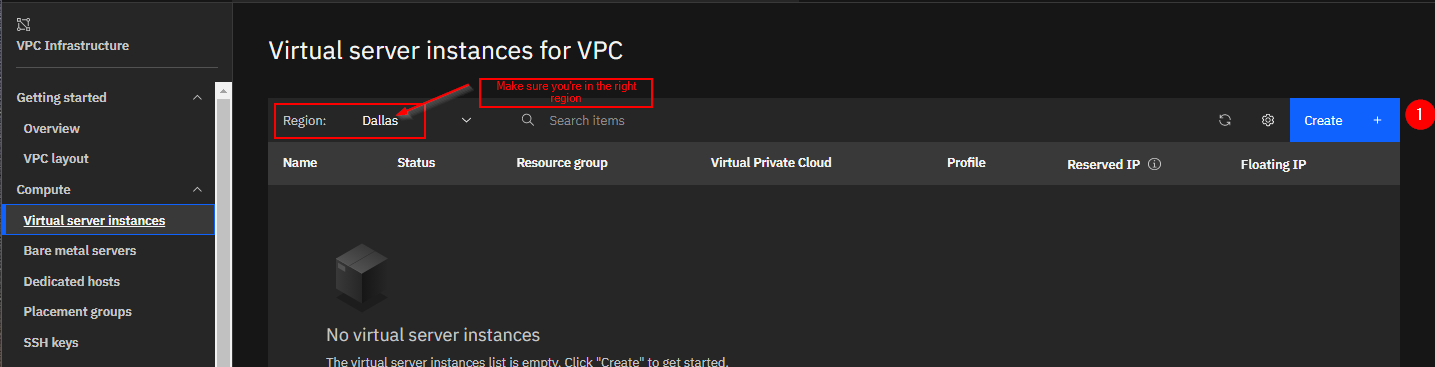 VPC Infrastructure
Getting started
Overview
VPC layout
Compute
Virtual server instances
Bare metal servers
Dedicated hosts
Placement groups
SSH keys
Virtual server instances for VPC
Make sure you're in the right
region
Region: Dallas
Search items
Create +
1
Name Status Resource group Virtual Private Cloud Profile Reserved IP Floating IP
No virtual server instances
The virtual server instances list is empty. Click "Create" to get started.